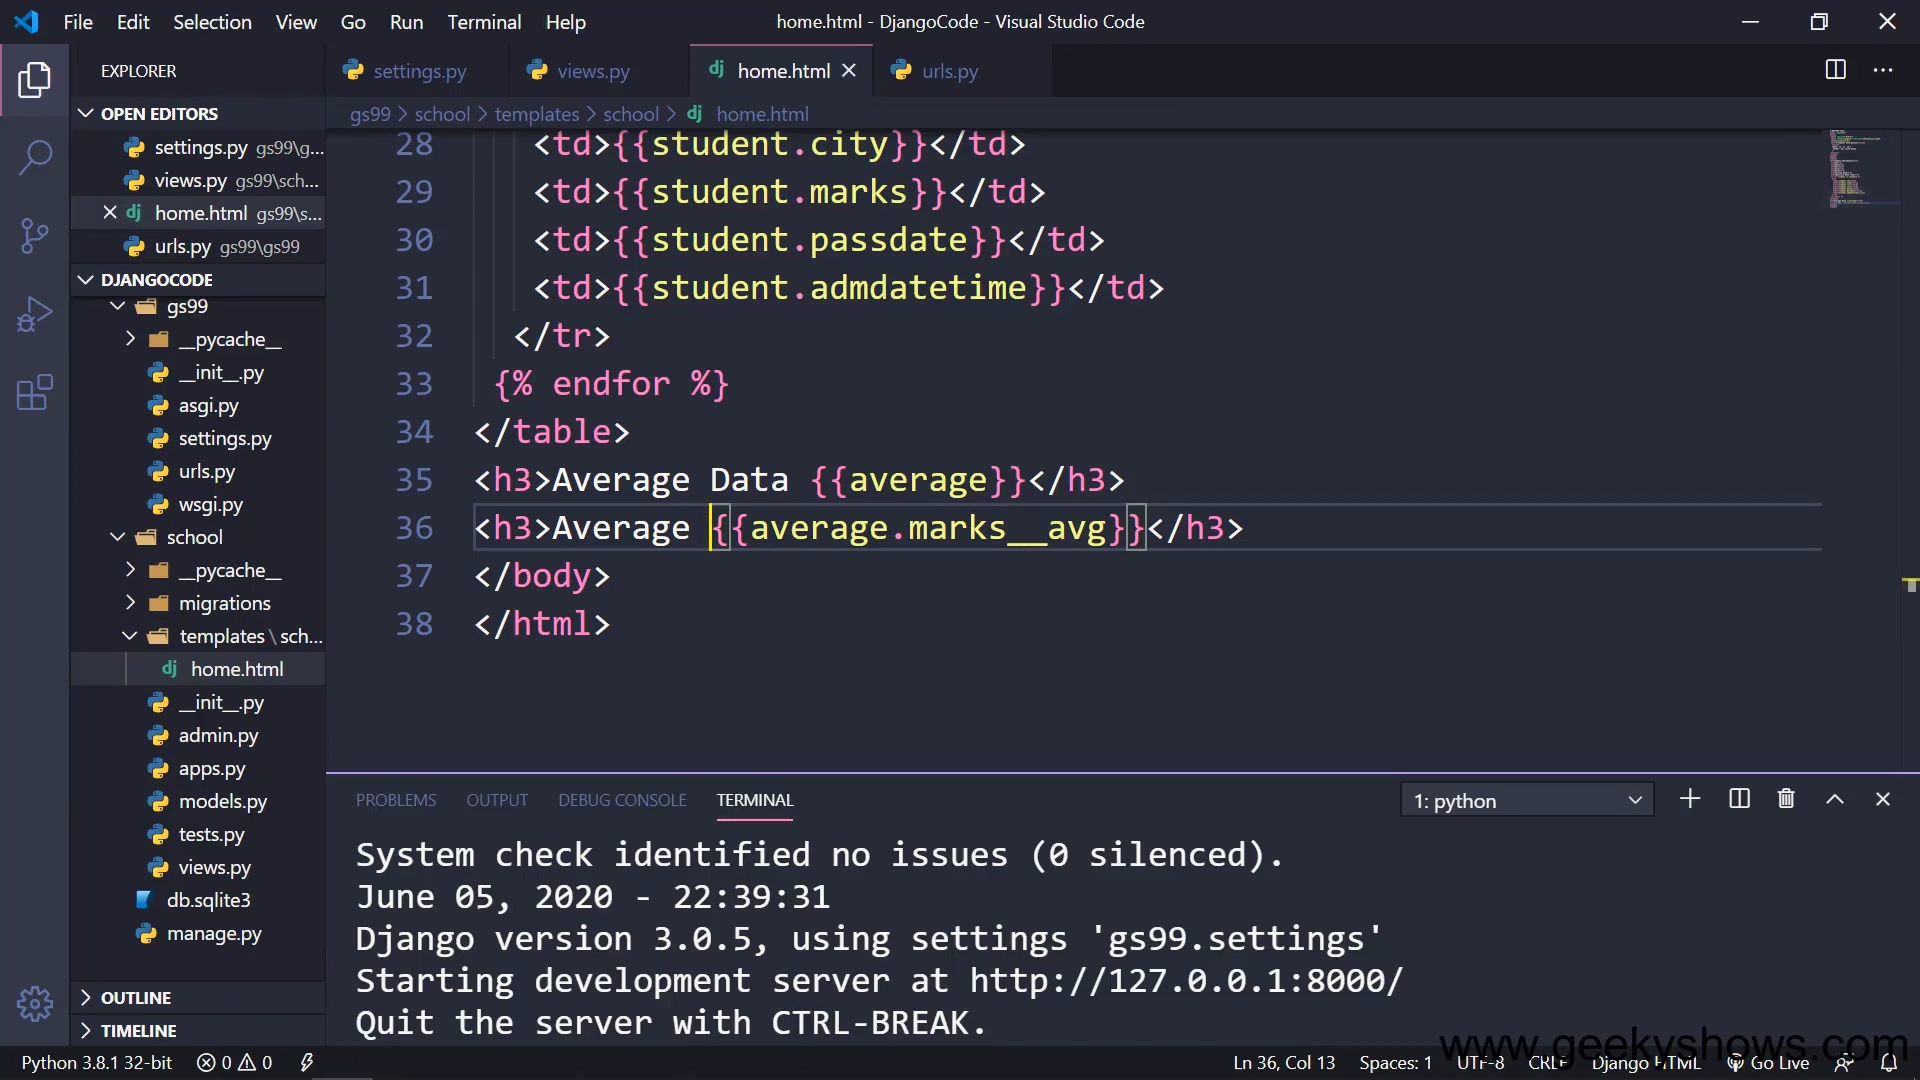 File Edit Selection View Go Run Terminal Help
home.html - DjangoCode - Visual Studio Code
EXPLORER
settings.py
views.py
dj home.html
urls.py
OPEN EDITORS
settings.py gs99\g...
views.py gs99\sch...
dj home.html gs99\s...
urls.py gs99\gs99
DJANGOCODE
gs99
__pycache__
__init__.py
asgi.py
settings.py
urls.py
wsgi.py
school
__pycache__
migrations
templates \ sch...
dj home.html
__init__.py
admin.py
apps.py
models.py
tests.py
views.py
db.sqlite3
manage.py
OUTLINE
TIMELINE
gs99 > school > templates > school > dj home.html
28 <td>{{student.city}}</td>
29 <td>{{student.marks}}</td>
30 <td>{{student.passdate}}</td>
31 <td>{{student.admdatetime}}</td>
32 </tr>
33 {% endfor %}
34 </table>
35 <h3>Average Data {{average}}</h3>
36 <h3>Average {{average.marks__avg}}</h3>
37 </body>
38 </html>
PROBLEMS OUTPUT DEBUG CONSOLE TERMINAL
1: python
System check identified no issues (0 silenced).
June 05, 2020 - 22:39:31
Django version 3.0.5, using settings 'gs99.settings'
Starting development server at http://127.0.0.1:8000/
Quit the server with CTRL-BREAK.
www.geekyshows.com
Python 3.8.1 32-bit 0 0
Ln 36, Col 13 Spaces: 1 UTF-8 CRLF Django HTML Go Live